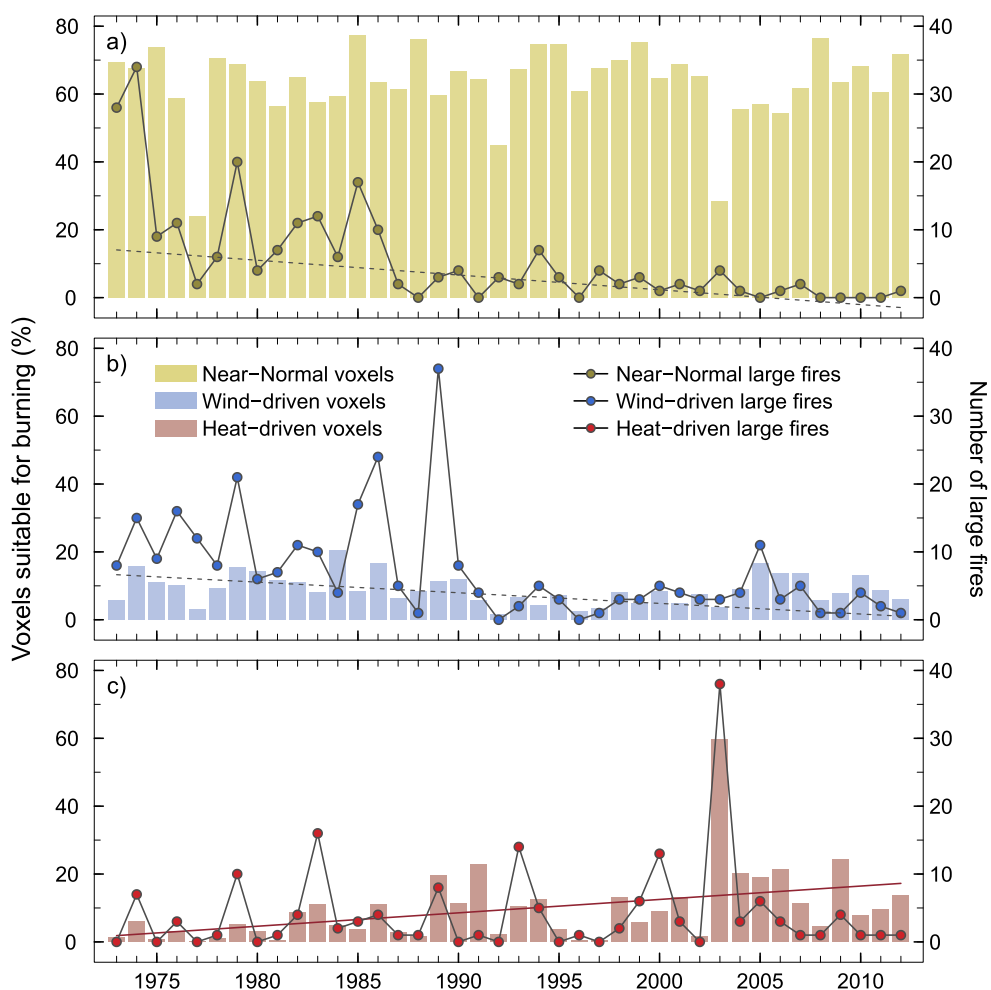 80
60
40
20
0
a)
40
30
20
10
0
80
60
40
20
0
b)
Near−Normal voxels
Wind−driven voxels
Heat−driven voxels
Near−Normal large fires
Wind−driven large fires
Heat−driven large fires
40
30
20
10
0
Voxels suitable for burning (%)
Number of large fires
80
60
40
20
0
c)
40
30
20
10
0
1975 1980 1985 1990 1995 2000 2005 2010